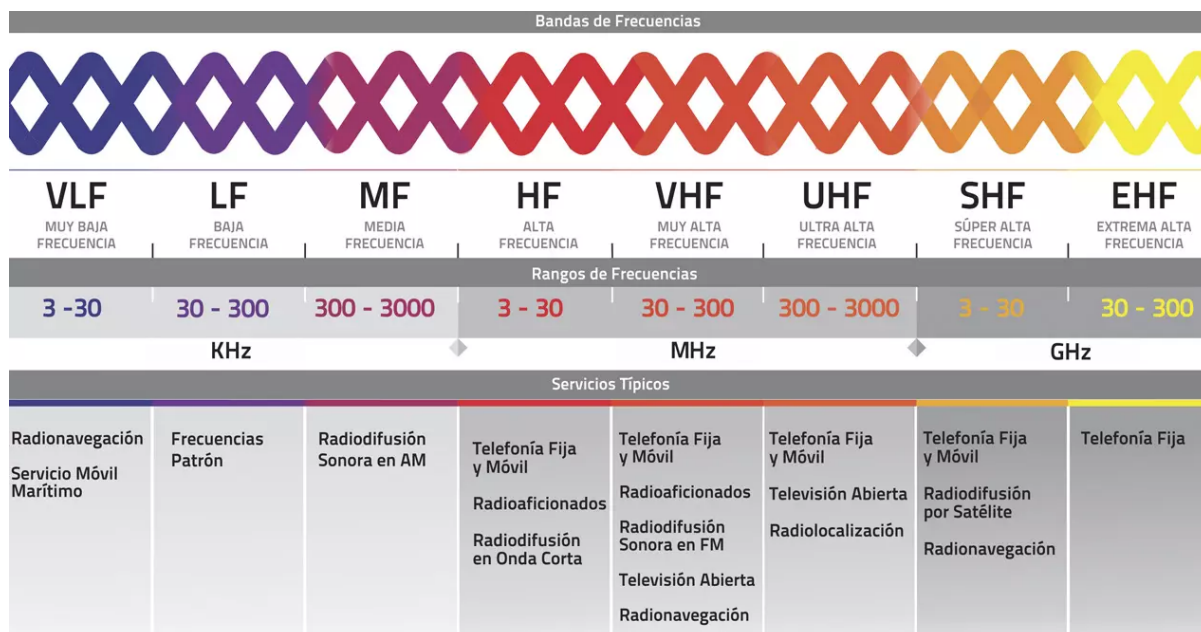 Bandas de Frecuencias
VLF
MUY BAJA
FRECUENCIA
LF
BAJA
FRECUENCIA
MF
MEDIA
FRECUENCIA
HF
ALTA
FRECUENCIA
VHF
MUY ALTA
FRECUENCIA
UHF
ULTRA ALTA
FRECUENCIA
SHF
SÚPER ALTA
FRECUENCIA
EHF
EXTREMA ALTA
FRECUENCIA
Rangos de Frecuencias
3 -30
30 - 300
300 - 3000
3 - 30
30 - 300
300 - 3000
3 - 30
30 - 300
KHz
MHz
GHz
Servicios Típicos
Radionavegación
Servicio Móvil
Marítimo
Frecuencias
Patrón
Radiodifusión
Sonora en AM
Telefonía Fija
y Móvil
Radioaficionados
Radiodifusión
en Onda Corta
Telefonía Fija
y Móvil
Radioaficionados
Radiodifusión
Sonora en FM
Televisión Abierta
Radionavegación
Telefonía Fija
y Móvil
Televisión Abierta
Radiolocalización
Telefonía Fija
y Móvil
Radiodifusión
por Satélite
Radionavegación
Telefonía Fija